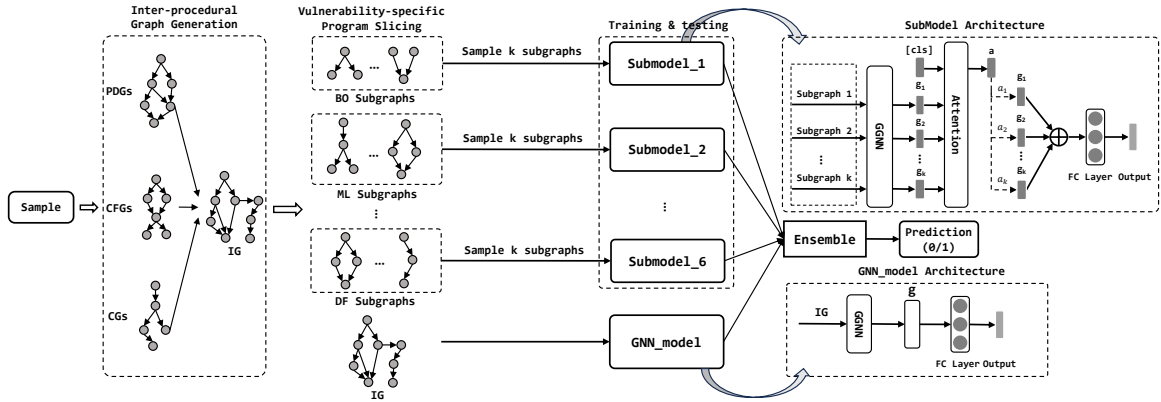 Inter-procedural
Graph Generation
Vulnerability-specific
Program Slicing
Training & testing
SubModel Architecture
PDGs
CFGs
CGs
IG
Sample
...
BO Subgraphs
...
ML Subgraphs
...
...
DF Subgraphs
IG
Sample k subgraphs
Sample k subgraphs
Sample k subgraphs
Submodel_1
Submodel_2
...
Submodel_6
GNN_model
Ensemble
Prediction
(0/1)
Subgraph 1
Subgraph 2
...
Subgraph k
GGNN
[cls]
g₁
g₂
...
gₖ
Attention
a
a₁
a₂
aₖ
g₁
g₂
...
gₖ
FC Layer Output
GNN_model Architecture
IG
GGNN
g
FC Layer Output